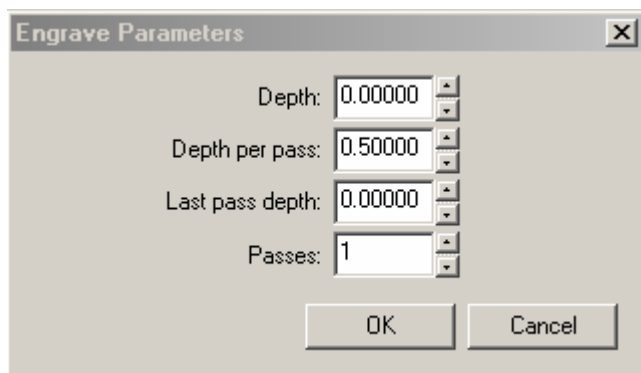 Engrave Parameters
Depth: 0.00000
Depth per pass: 0.50000
Last pass depth: 0.00000
Passes: 1
OK Cancel